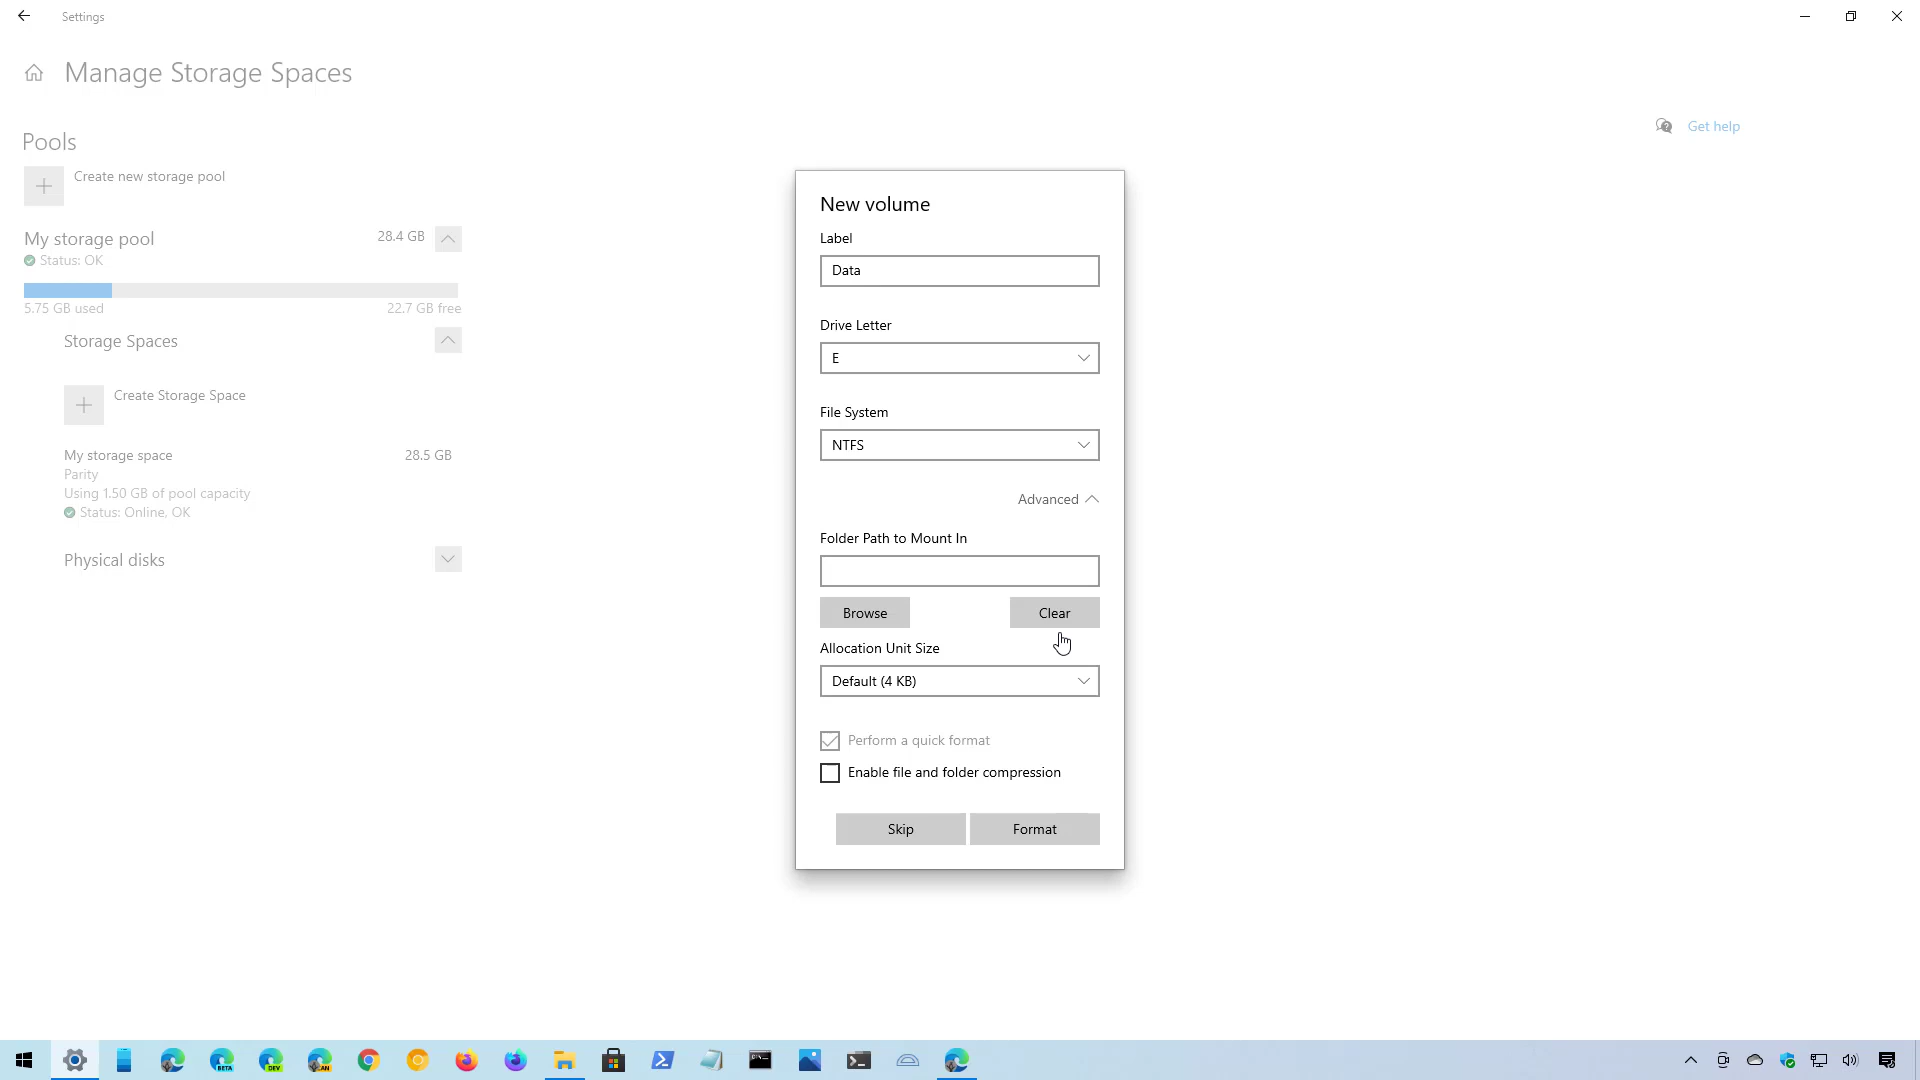 Settings
Manage Storage Spaces
Get help
Pools
Create new storage pool
My storage pool
28.4 GB
Status: OK
5.75 GB used
22.7 GB free
Storage Spaces
Create Storage Space
My storage space
28.5 GB
Parity
Using 1.50 GB of pool capacity
Status: Online, OK
Physical disks
New volume
Label
Data
Drive Letter
E
File System
NTFS
Advanced
Folder Path to Mount In
Browse
Clear
Allocation Unit Size
Default (4 KB)
Perform a quick format
Enable file and folder compression
Skip
Format
BETA
DEV